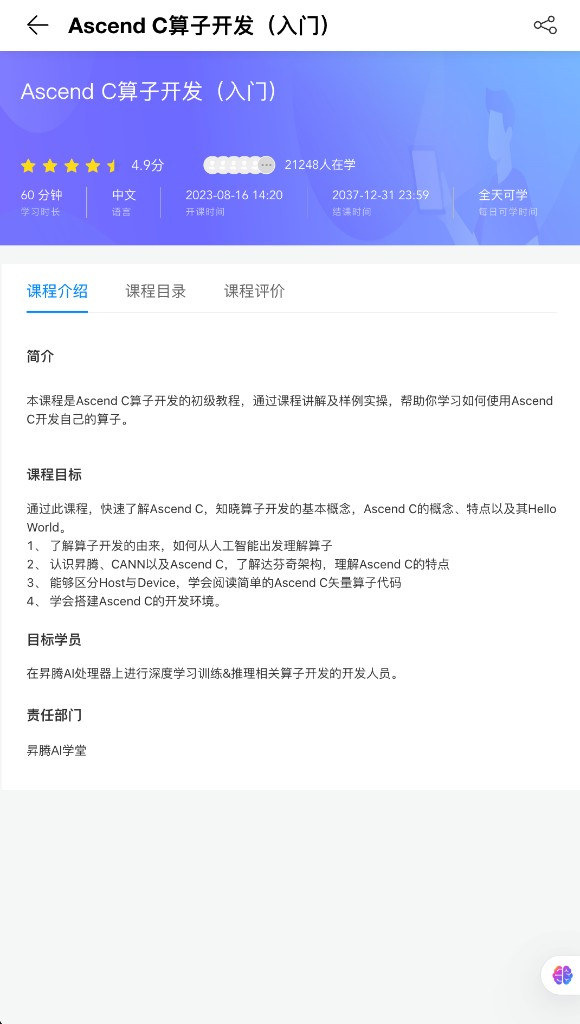 Ascend C算子开发（入门）
Ascend C算子开发（入门）
4.9分
21248人在学
60 分钟
中文
2023-08-16 14:20
2037-12-31 23:59
全天可学
学习时长
语言
开课时间
结课时间
每日可学时间
课程介绍
课程目录
课程评价
简介
本课程是Ascend C算子开发的初级教程，通过课程讲解及样例实操，帮助你学习如何使用Ascend
C开发自己的算子。
课程目标
通过此课程，快速了解Ascend C，知晓算子开发的基本概念，Ascend C的概念、特点以及其Hello
World。
1、 了解算子开发的由来，如何从人工智能出发理解算子
2、 认识昇腾、CANN以及Ascend C，了解达芬奇架构，理解Ascend C的特点
3、 能够区分Host与Device，学会阅读简单的Ascend C矢量算子代码
4、 学会搭建Ascend C的开发环境。
目标学员
在昇腾AI处理器上进行深度学习训练&推理相关算子开发的开发人员。
责任部门
昇腾AI学堂